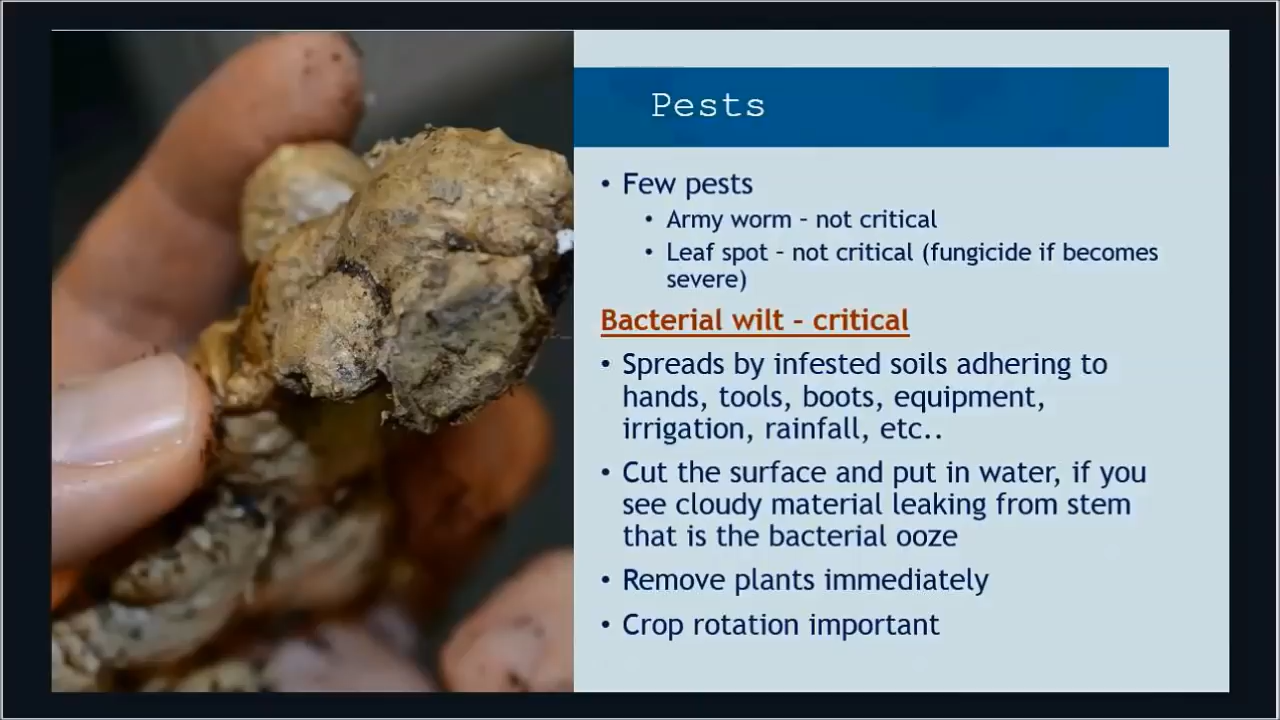 Pests
• Few pests
• Army worm – not critical
• Leaf spot – not critical (fungicide if becomes
severe)
Bacterial wilt – critical
• Spreads by infested soils adhering to
hands, tools, boots, equipment,
irrigation, rainfall, etc..
• Cut the surface and put in water, if you
see cloudy material leaking from stem
that is the bacterial ooze
• Remove plants immediately
• Crop rotation important